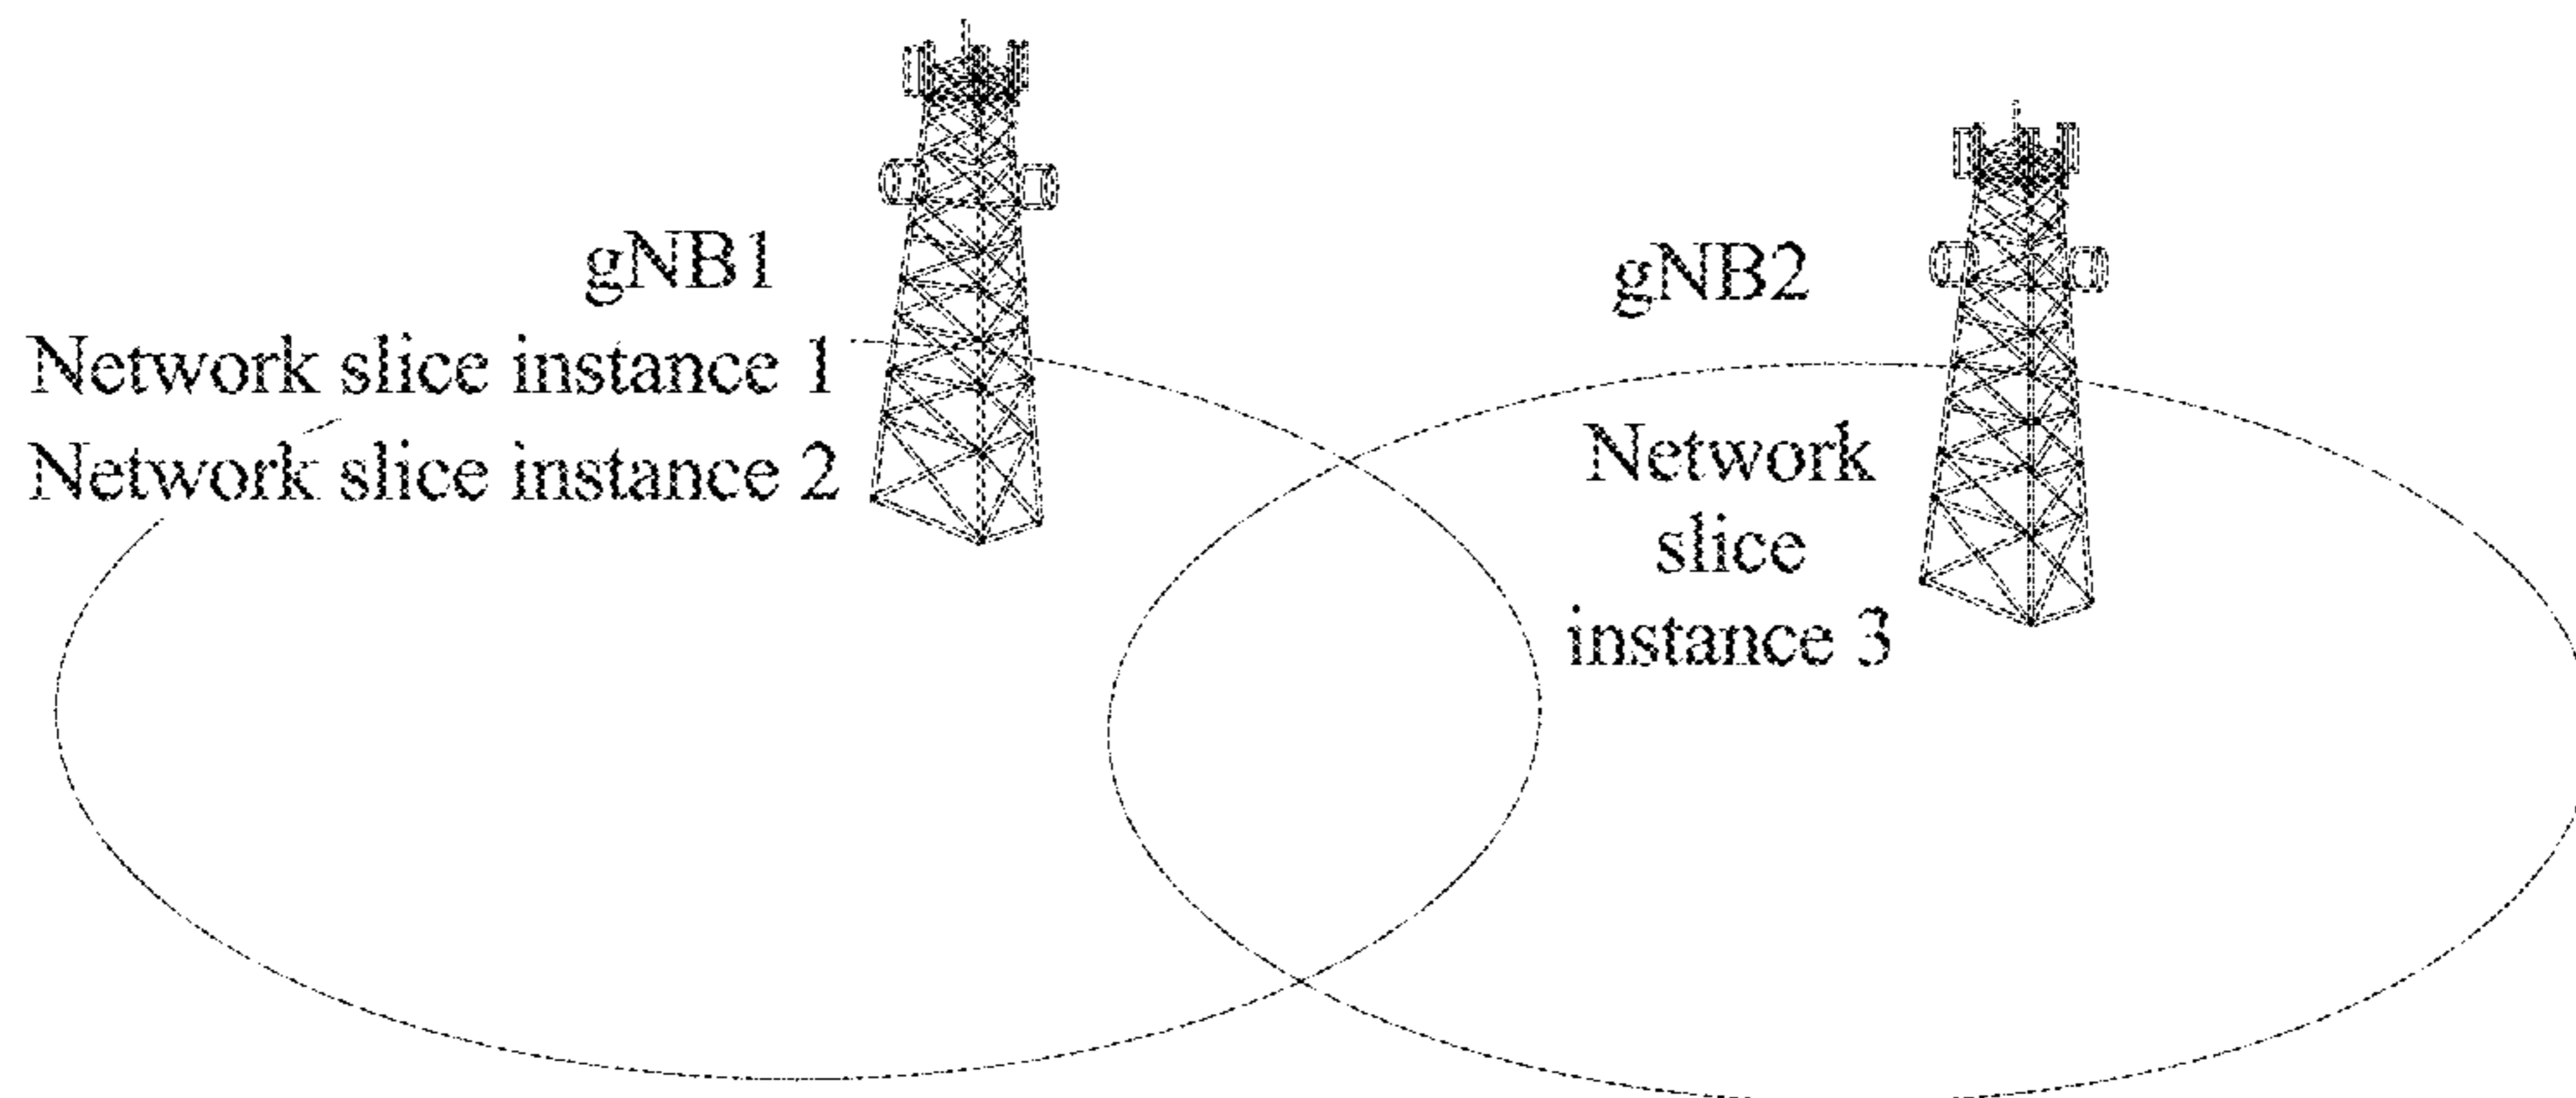 gNB1
Network slice instance 1
Network slice instance 2
gNB2
Network
slice
instance 3